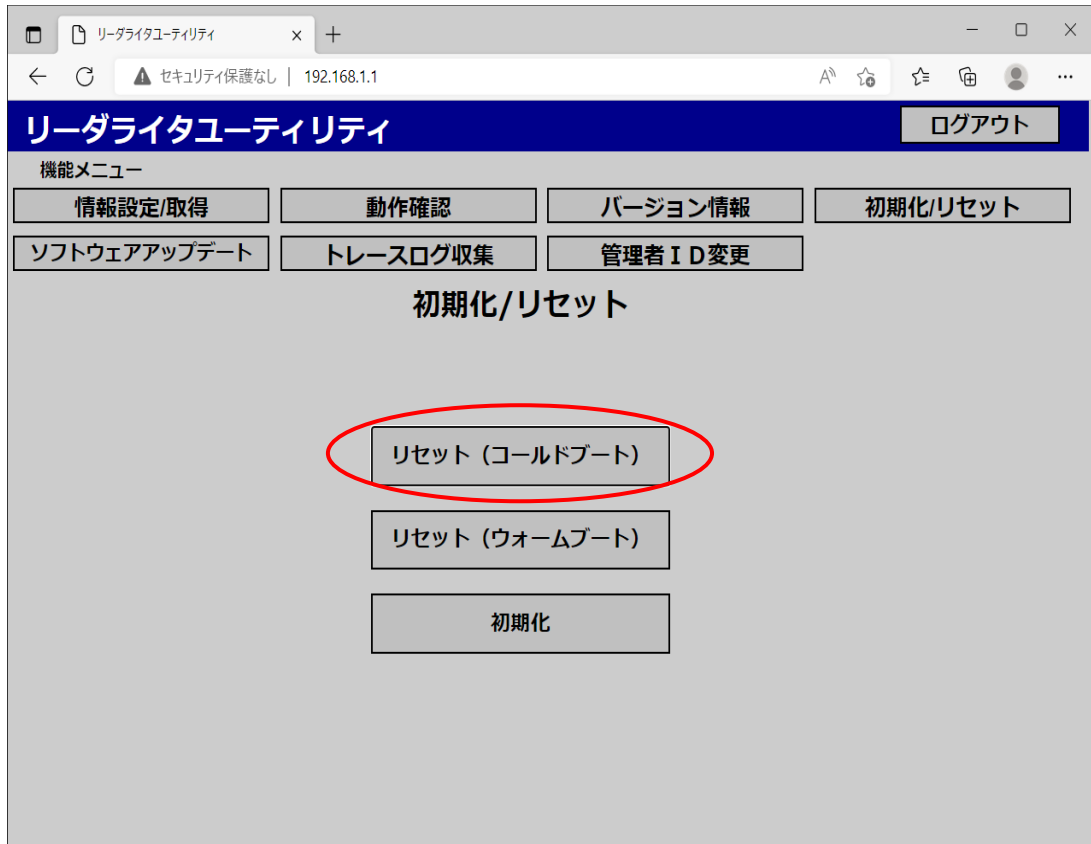 リーダライタユーティリティ
セキュリティ保護なし | 192.168.1.1
リーダライタユーティリティ ログアウト
機能メニュー
情報設定/取得 動作確認 バージョン情報 初期化/リセット
ソフトウェアアップデート トレースログ収集 管理者ＩＤ変更
初期化/リセット
リセット（コールドブート）
リセット（ウォームブート）
初期化